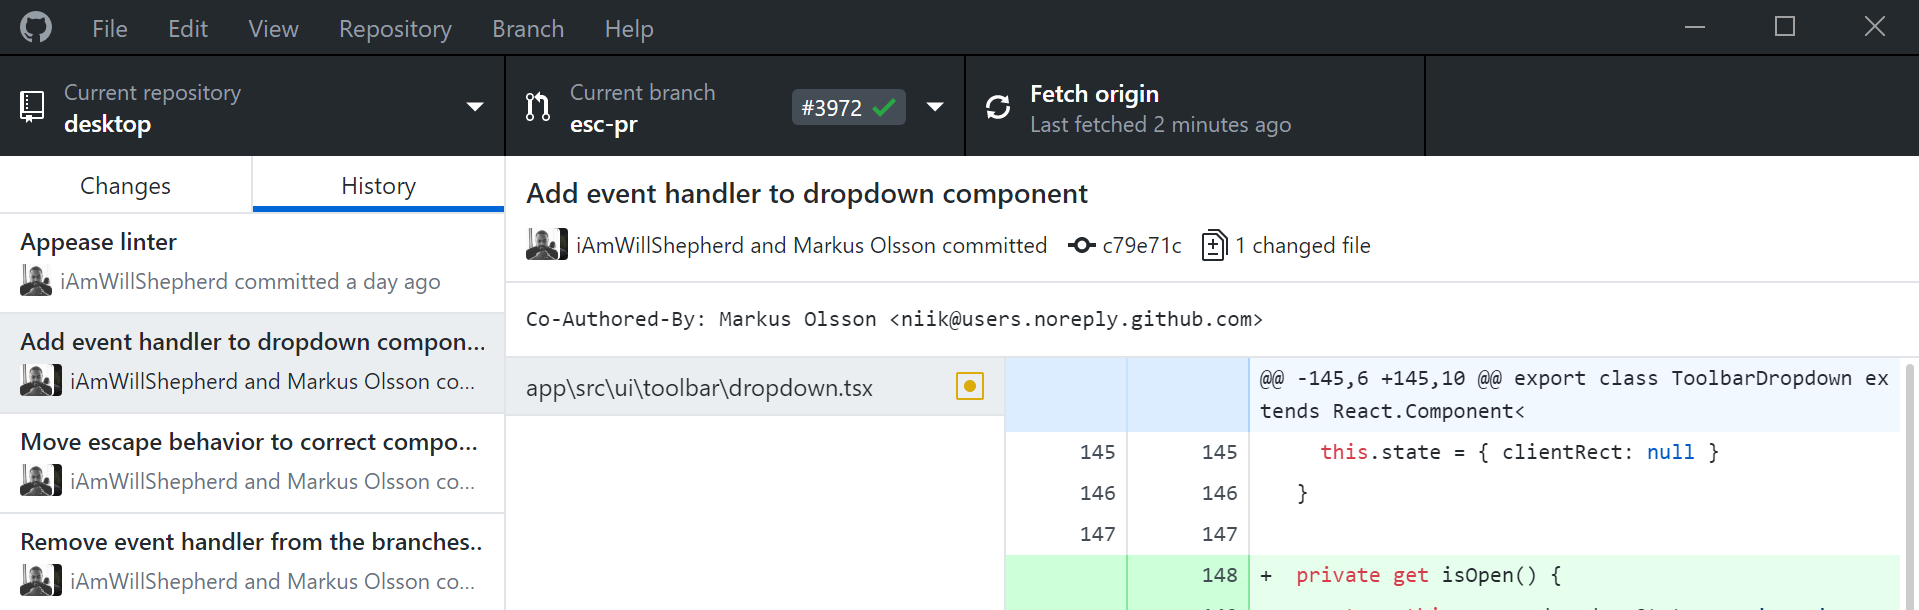 File Edit View Repository Branch Help
Current repository
desktop
Current branch
esc-pr
#3972
Fetch origin
Last fetched 2 minutes ago
Changes
History
Appease linter
iAmWillShepherd committed a day ago
Add event handler to dropdown compon...
iAmWillShepherd and Markus Olsson co...
Move escape behavior to correct compo...
iAmWillShepherd and Markus Olsson co...
Remove event handler from the branches..
iAmWillShepherd and Markus Olsson co...
Add event handler to dropdown component
iAmWillShepherd and Markus Olsson committed c79e71c 1 changed file
Co-Authored-By: Markus Olsson <niik@users.noreply.github.com>
app\src\ui\toolbar\dropdown.tsx
@@ -145,6 +145,10 @@ export class ToolbarDropdown ex
tends React.Component<
145 145 this.state = { clientRect: null }
146 146 }
147 147
148 + private get isOpen() {